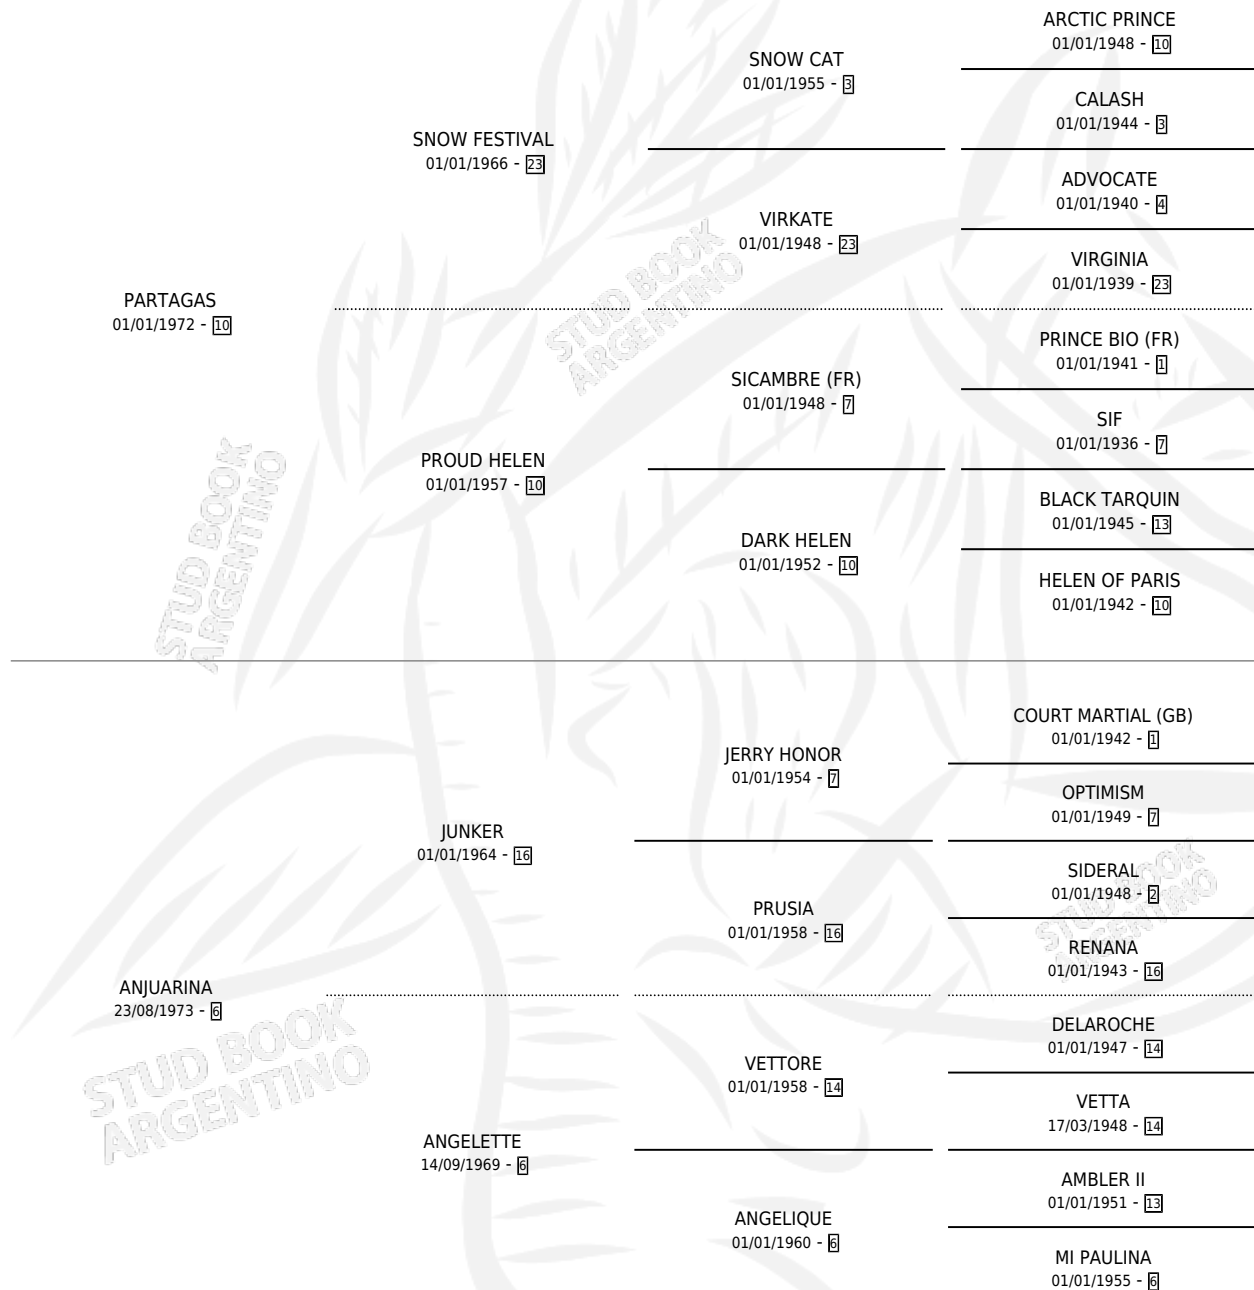 ARCTIC PRINCE
01/01/1948 - 10
SNOW CAT
01/01/1955 - 3
CALASH
01/01/1944 - 3
SNOW FESTIVAL
01/01/1966 - 23
ADVOCATE
01/01/1940 - 4
VIRKATE
01/01/1948 - 23
VIRGINIA
01/01/1939 - 23
PARTAGAS
01/01/1972 - 10
STUD BOOK
ARGENTINO
PRINCE BIO (FR)
01/01/1941 - 1
SICAMBRE (FR)
01/01/1948 - 7
SIF
01/01/1936 - 7
PROUD HELEN
01/01/1957 - 10
BLACK TARQUIN
01/01/1945 - 13
DARK HELEN
01/01/1952 - 10
HELEN OF PARIS
01/01/1942 - 10
STUD BOOK
ARGENTINO
COURT MARTIAL (GB)
01/01/1942 - 1
JERRY HONOR
01/01/1954 - 7
OPTIMISM
01/01/1949 - 7
JUNKER
01/01/1964 - 16
SIDERAL
01/01/1948 - 2
PRUSIA
01/01/1958 - 16
RENANA
01/01/1943 - 16
STUD BOOK
ARGENTINO
ANJUARINA
23/08/1973 - 6
STUD BOOK
ARGENTINO
DELAROCHE
01/01/1947 - 14
VETTORE
01/01/1958 - 14
VETTA
17/03/1948 - 14
ANGELETTE
14/09/1969 - 6
AMBLER II
01/01/1951 - 13
ANGELIQUE
01/01/1960 - 6
MI PAULINA
01/01/1955 - 6